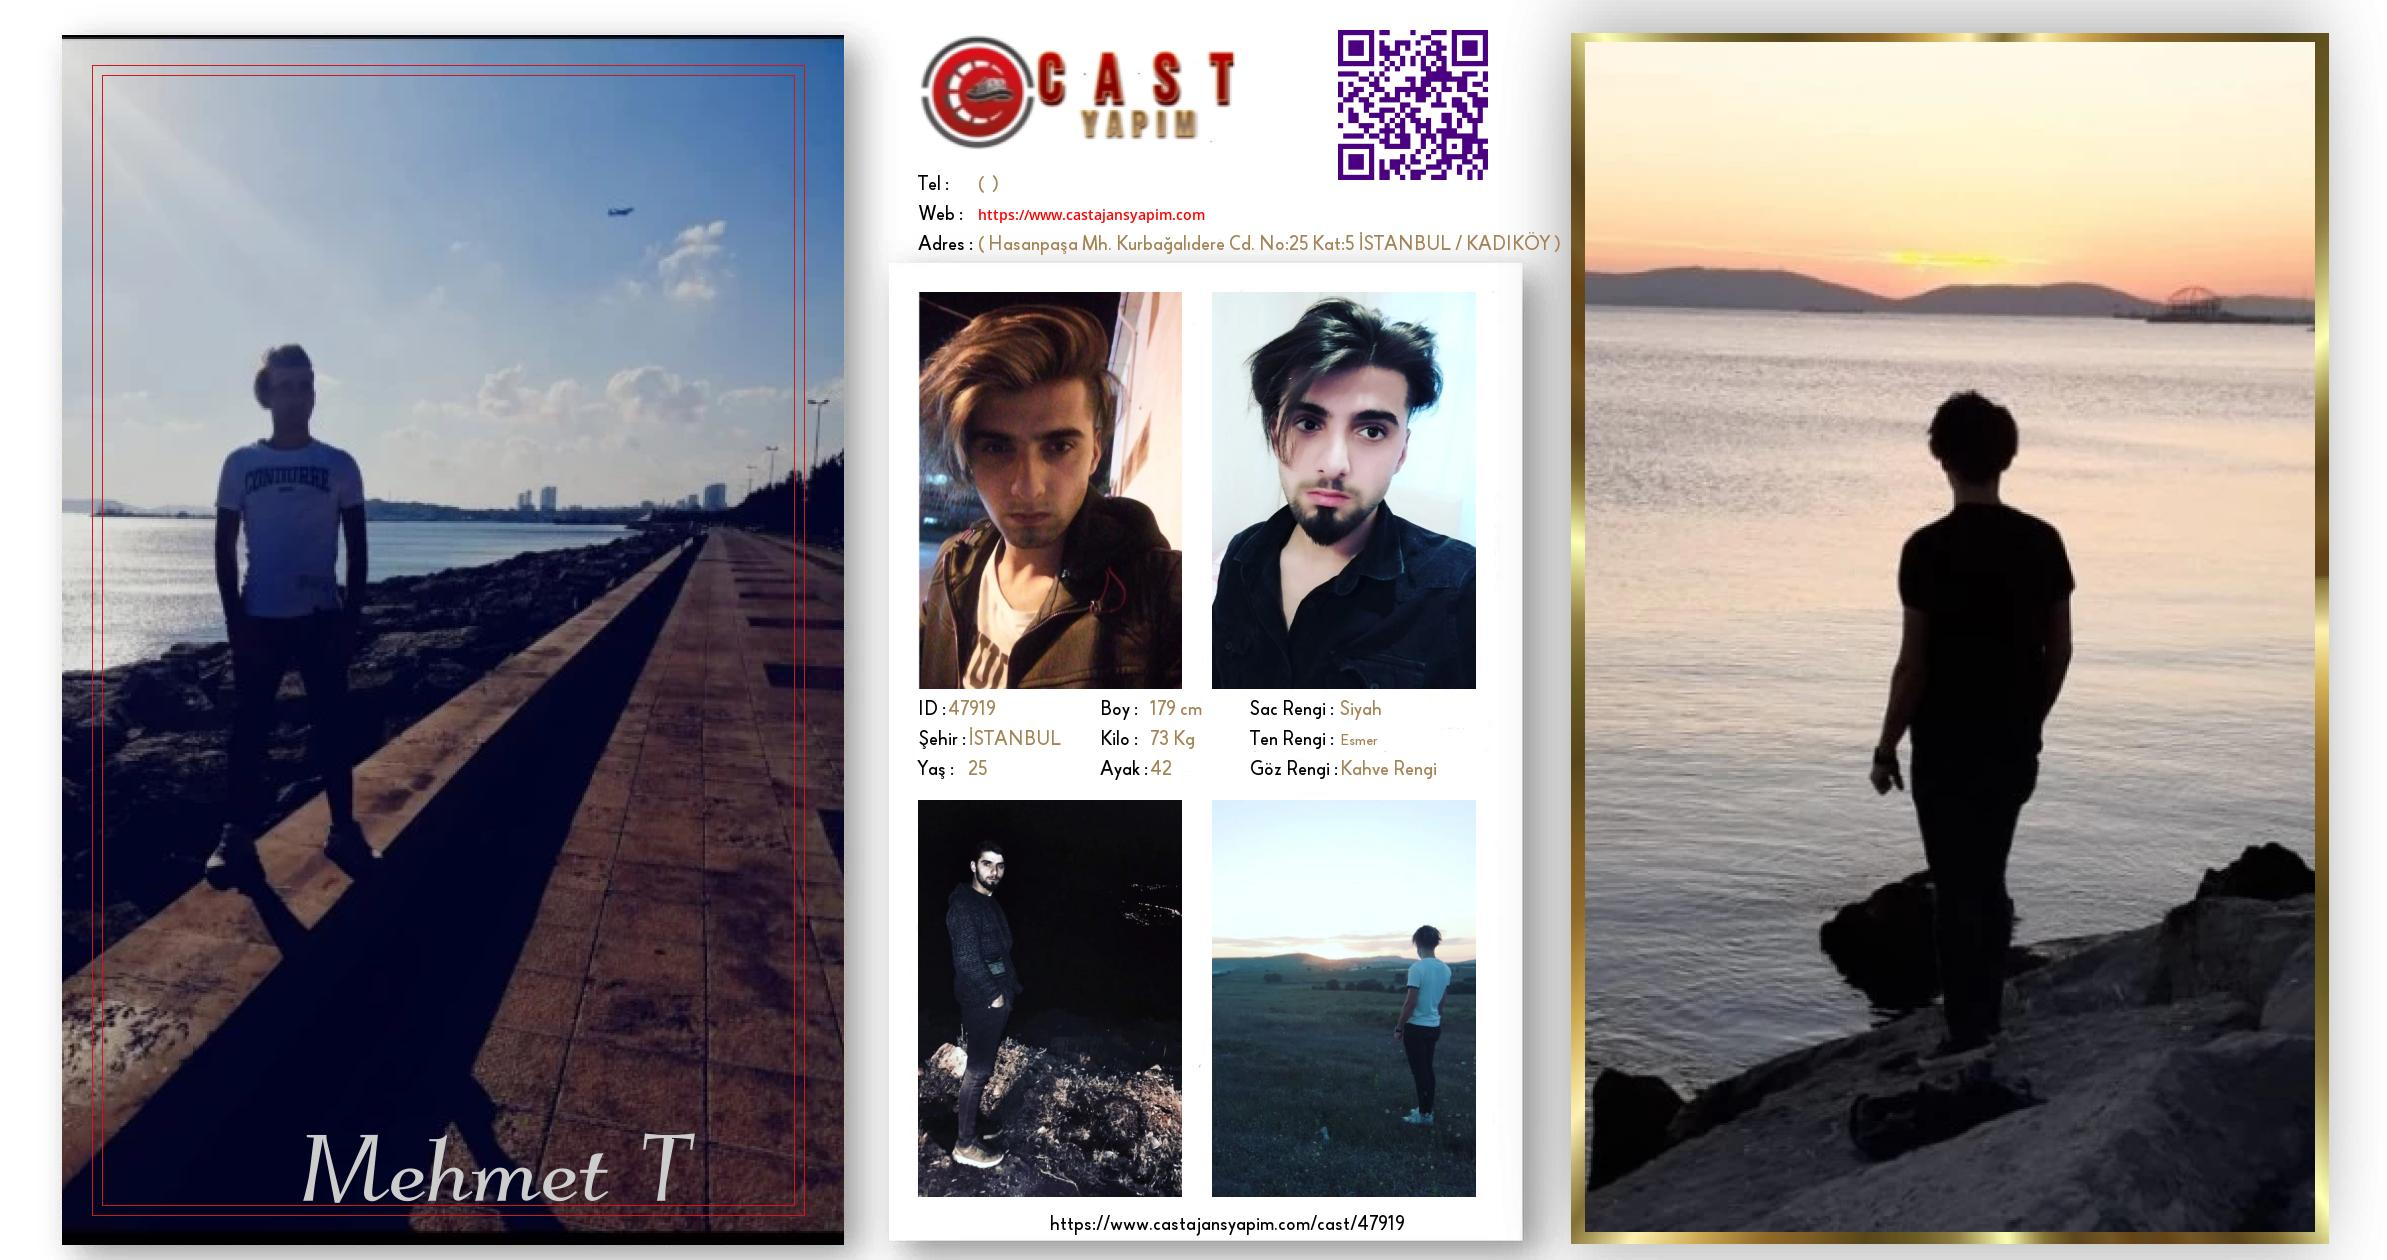 CAST
YAPIM
Tel : ( )
Web : https://www.castajansyapim.com
Adres : ( Hasanpaşa Mh. Kurbağalıdere Cd. No:25 Kat:5 İSTANBUL / KADIKÖY )
ID : 47919 Boy : 179 cm Sac Rengi : Siyah
Şehir : İSTANBUL Kilo : 73 Kg Ten Rengi : Esmer
Yaş : 25 Ayak : 42 Göz Rengi : Kahve Rengi
Mehmet T
https://www.castajansyapim.com/cast/47919